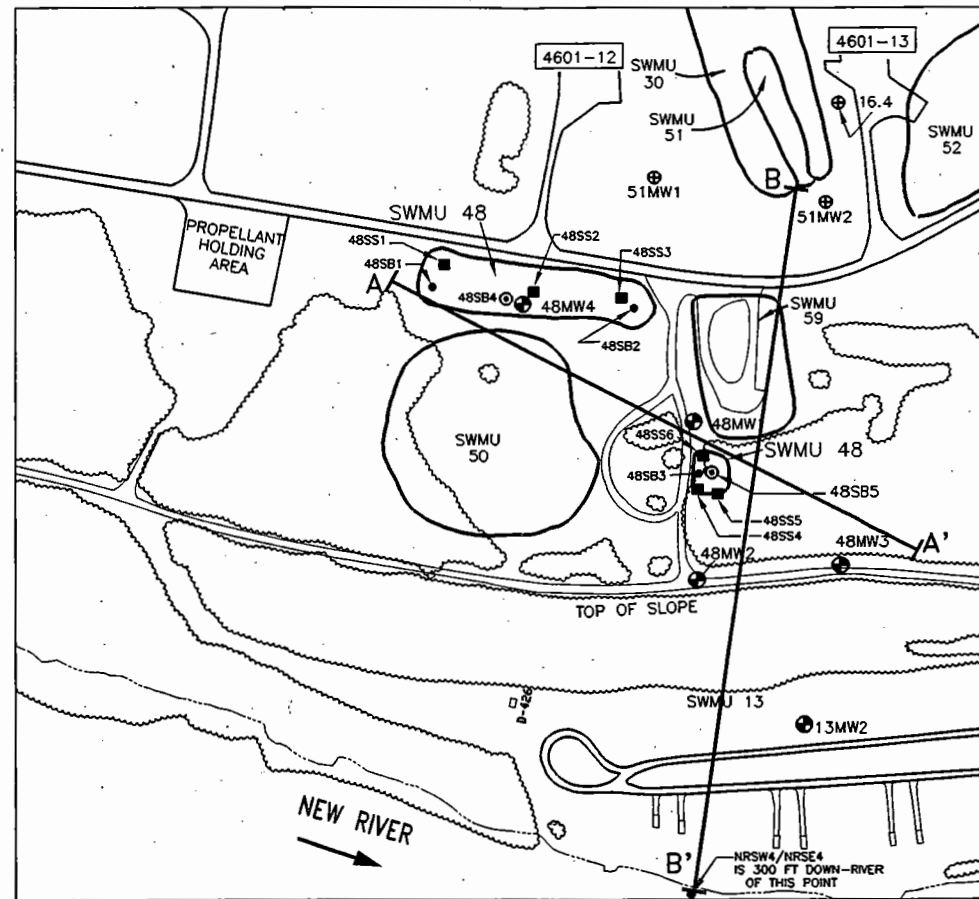 4601-12
4601-13
SWMU
30
16.4
SWMU
51
SWMU
52
51MW1
B
51MW2
SWMU 48
PROPELLANT
HOLDING
AREA
48SS1
48SS2
48SB1
48SS3
A
48SB4
48MW4
SWMU
59
48SB2
48MW1
48SS6
SWMU 48
SWMU
50
48SB3
48SB5
48SS5
48SS4
48MW3
A'
48MW2
TOP OF SLOPE
D-426
SWMU 13
13MW2
NEW RIVER
B'
NRSW4/NRSE4
IS 300 FT DOWN-RIVER
OF THIS POINT